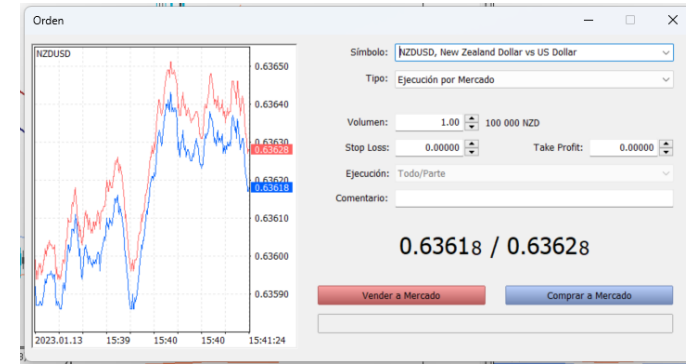 Orden
NZDUSD
0.63650
0.63640
0.63630
0.63628
0.63620
0.63618
0.63610
0.63600
0.63590
2023.01.13 15:39 15:40 15:40 15:41:24
Símbolo: NZDUSD, New Zealand Dollar vs US Dollar
Tipo: Ejecución por Mercado
Volumen: 1.00 100 000 NZD
Stop Loss: 0.00000 Take Profit: 0.00000
Ejecución: Todo/Parte
Comentario:
0.63618 / 0.63628
Vender a Mercado Comprar a Mercado